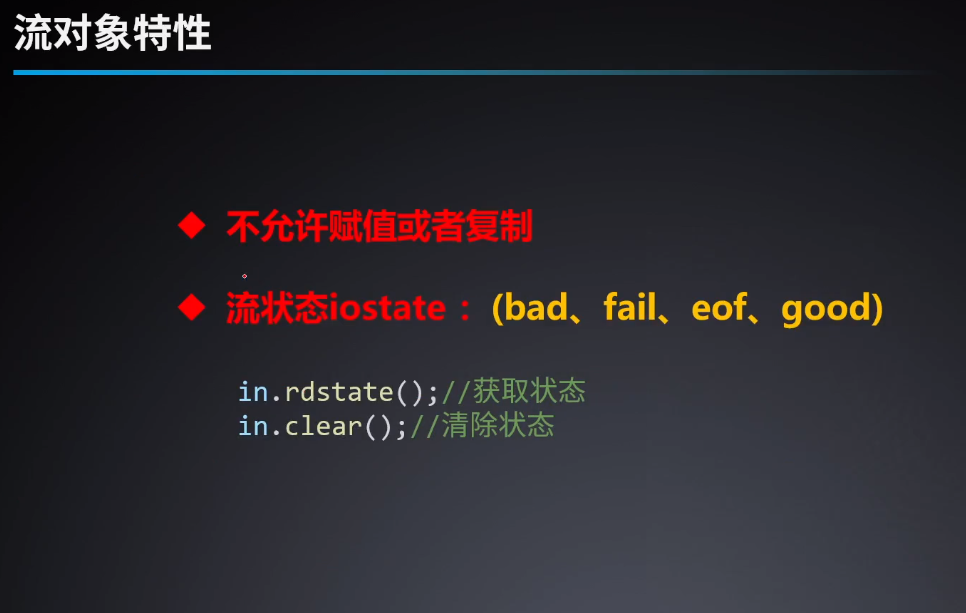 流对象特性
不允许赋值或者复制
流状态iostate：(bad、fail、eof、good)
in.rdstate();//获取状态
in.clear();//清除状态